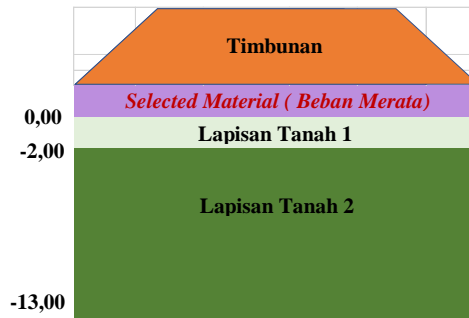 Timbunan
Selected Material ( Beban Merata)
0,00
Lapisan Tanah 1
-2,00
Lapisan Tanah 2
-13,00